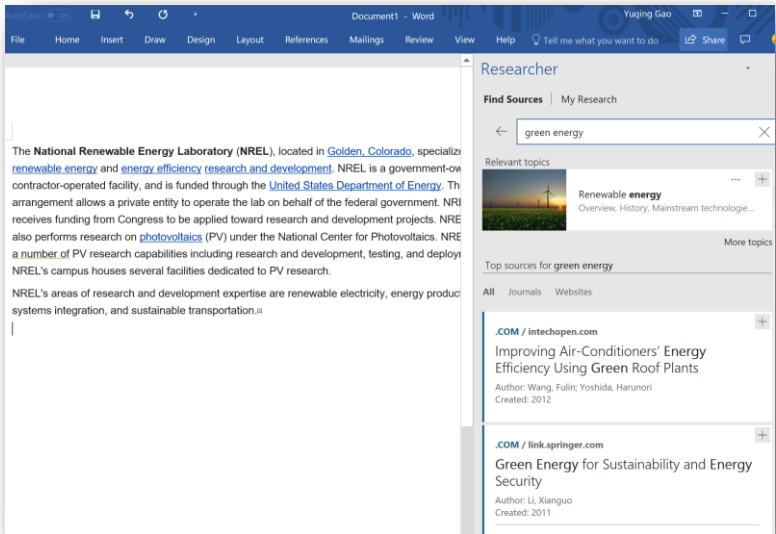 AutoSave Off
Document1 - Word
Yuqing Gao
File Home Insert Draw Design Layout References Mailings Review View Help Tell me what you want to do Share
The National Renewable Energy Laboratory (NREL), located in Golden, Colorado, specialize
renewable energy and energy efficiency research and development. NREL is a government-ow
contractor-operated facility, and is funded through the United States Department of Energy. Th
arrangement allows a private entity to operate the lab on behalf of the federal government. NRE
receives funding from Congress to be applied toward research and development projects. NRE
also performs research on photovoltaics (PV) under the National Center for Photovoltaics. NRE
a number of PV research capabilities including research and development, testing, and deployr
NREL's campus houses several facilities dedicated to PV research.
NREL's areas of research and development expertise are renewable electricity, energy produc
systems integration, and sustainable transportation.
Researcher
Find Sources My Research
green energy
Relevant topics
Renewable energy
Overview, History, Mainstream technologie...
More topics
Top sources for green energy
All Journals Websites
.COM / intechopen.com
Improving Air-Conditioners' Energy
Efficiency Using Green Roof Plants
Author: Wang, Fulin; Yoshida, Harunori
Created: 2012
.COM / link.springer.com
Green Energy for Sustainability and Energy
Security
Author: Li, Xianguo
Created: 2011